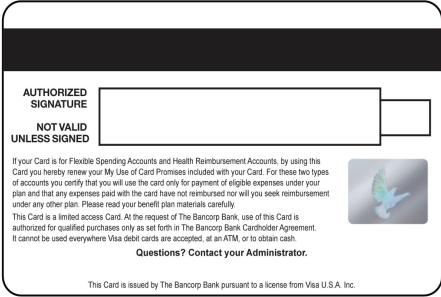 AUTHORIZED
SIGNATURE
NOT VALID
UNLESS SIGNED
If your Card is for Flexible Spending Accounts and Health Reimbursement Accounts, by using this
Card you hereby renew your My Use of Card Promises included with your Card. For these two types
of accounts you certify that you will use the card only for payment of eligible expenses under your
plan and that any expenses paid with the card have not reimbursed nor will you seek reimbursement
under any other plan. Please read your benefit plan materials carefully.
This Card is a limited access Card. At the request of The Bancorp Bank, use of this Card is
authorized for qualified purchases only as set forth in The Bancorp Bank Cardholder Agreement.
It cannot be used everywhere Visa debit cards are accepted, at an ATM, or to obtain cash.
Questions? Contact your Administrator.
This Card is issued by The Bancorp Bank pursuant to a license from Visa U.S.A. Inc.